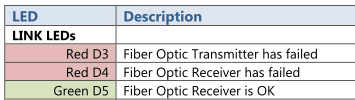 LED Description
LINK LEDs
Red D3 Fiber Optic Transmitter has failed
Red D4 Fiber Optic Receiver has failed
Green D5 Fiber Optic Receiver is OK